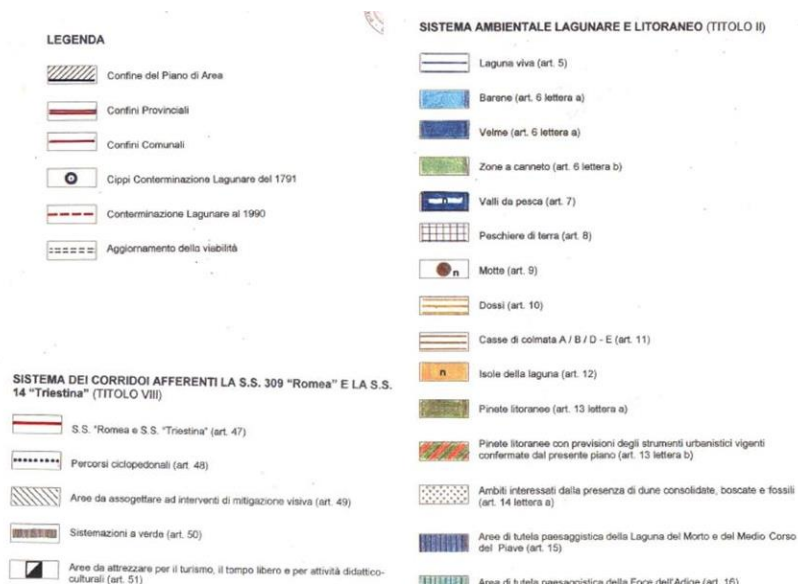 LEGENDA
Confine del Piano di Area
Confini Provinciali
Confini Comunali
Cippi Conterminazione Lagunare del 1791
Conterminazione Lagunare al 1990
Aggiornamento della viabilità
SISTEMA DEI CORRIDOI AFFERENTI LA S.S. 309 "Romea" E LA S.S.
14 "Triestina" (TITOLO VIII)
S.S. "Romea e S.S. "Triestina" (art. 47)
Percorsi ciclopedonali (art. 48)
Aree da assogettare ad interventi di mitigazione visiva (art. 49)
Sistemazioni a verde (art. 50)
Aree da attrezzare per il turismo, il tempo libero e per attività didattico-
culturali (art. 51)
SISTEMA AMBIENTALE LAGUNARE E LITORANEO (TITOLO II)
Laguna viva (art. 5)
Barene (art. 6 lettera a)
Velme (art. 6 lettera a)
Zone a canneto (art. 6 lettera b)
Valli da pesca (art. 7)
Peschiere di terra (art. 8)
n
Motte (art. 9)
Dossi (art. 10)
Casse di colmata A / B / D - E (art. 11)
n
Isole della laguna (art. 12)
Pinete litoranee (art. 13 lettera a)
Pinete litoranee con previsioni degli strumenti urbanistici vigenti
confermate dal presente piano (art. 13 lettera b)
Ambiti interessati dalla presenza di dune consolidate, boscate e fossili
(art. 14 lettera a)
Aree di tutela paesaggistica della Laguna del Morto e del Medio Corso
del Piave (art. 15)
Area di tutela paesaggistica della Foce dell'Adige (art. 16)